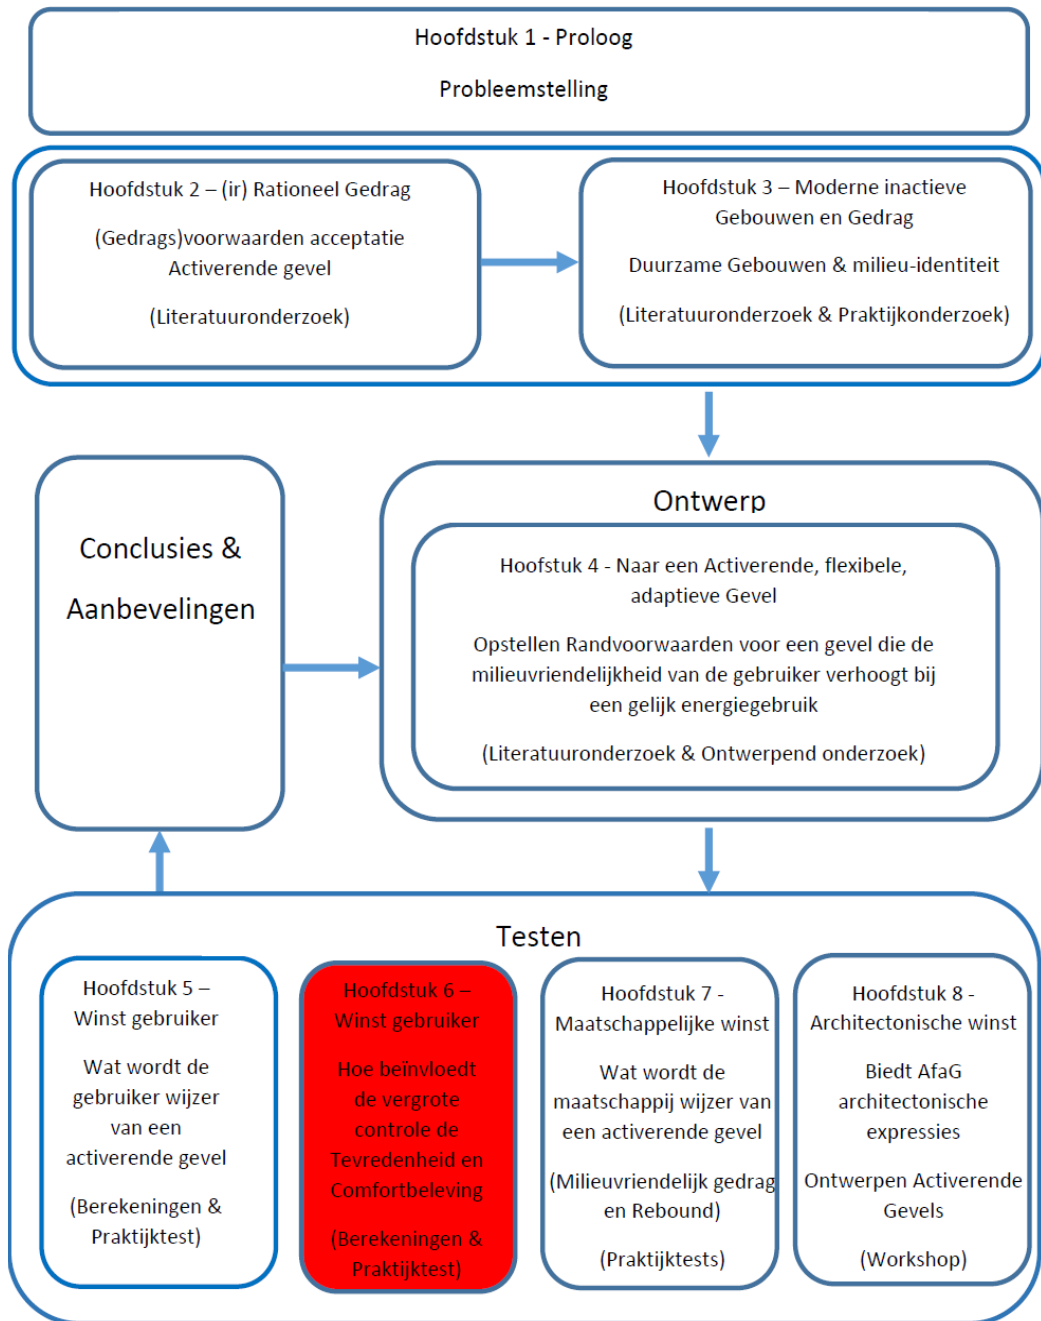 Hoofdstuk 1 - Proloog
Probleemstelling
Hoofdstuk 2 – (ir) Rationeel Gedrag
(Gedrags)voorwaarden acceptatie
Activerende gevel
(Literatuuronderzoek)
Hoofdstuk 3 – Moderne inactieve
Gebouwen en Gedrag
Duurzame Gebouwen & milieu-identiteit
(Literatuuronderzoek & Praktijkonderzoek)
Conclusies &
Aanbevelingen
Ontwerp
Hoofstuk 4 - Naar een Activerende, flexibele,
adaptieve Gevel
Opstellen Randvoorwaarden voor een gevel die de
milieuvriendelijkheid van de gebruiker verhoogt bij
een gelijk energiegebruik
(Literatuuronderzoek & Ontwerpend onderzoek)
Testen
Hoofdstuk 5 –
Winst gebruiker
Wat wordt de
gebruiker wijzer
van een
activerende gevel
(Berekeningen &
Praktijktest)
Hoofdstuk 6 –
Winst gebruiker
Hoe beïnvloedt
de vergrote
controle de
Tevredenheid en
Comfortbeleving
(Berekeningen &
Praktijktest)
Hoofdstuk 7 -
Maatschappelijke winst
Wat wordt de
maatschappij wijzer van
een activerende gevel
(Milieuvriendelijk gedrag
en Rebound)
(Praktijktests)
Hoofdstuk 8 -
Architectonische winst
Biedt AfaG
architectonische
expressies
Ontwerpen Activerende
Gevels
(Workshop)